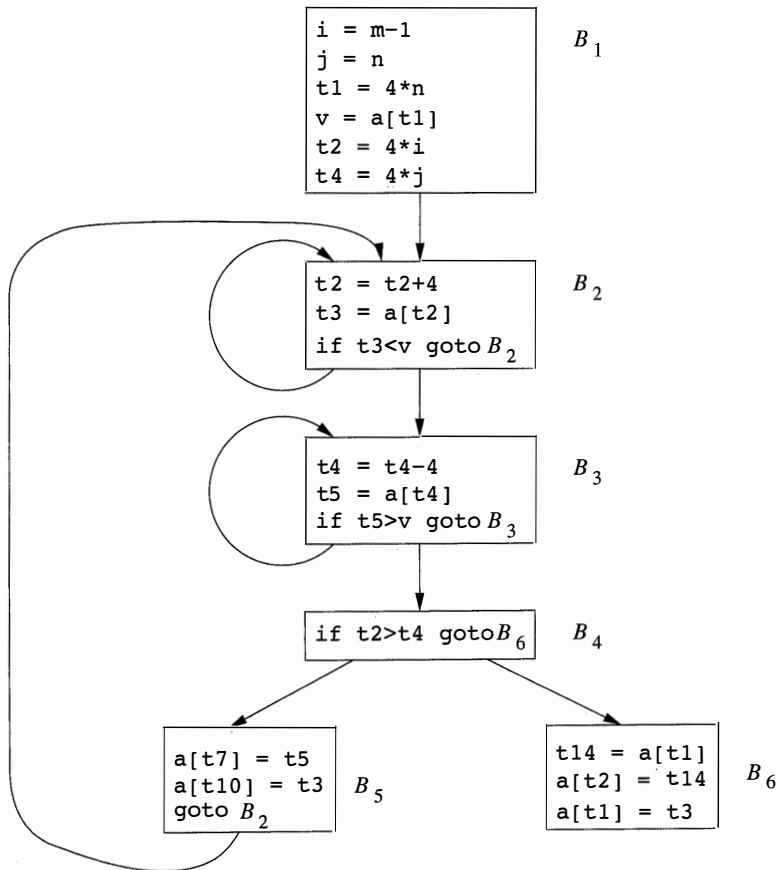 i = m-1
j = n
t1 = 4*n
v = a[t1]
t2 = 4*i
t4 = 4*j
B1
t2 = t2+4
t3 = a[t2]
if t3<v goto B2
B2
t4 = t4-4
t5 = a[t4]
if t5>v goto B3
B3
if t2>t4 goto B6
B4
a[t7] = t5
a[t10] = t3
goto B2
B5
t14 = a[t1]
a[t2] = t14
a[t1] = t3
B6